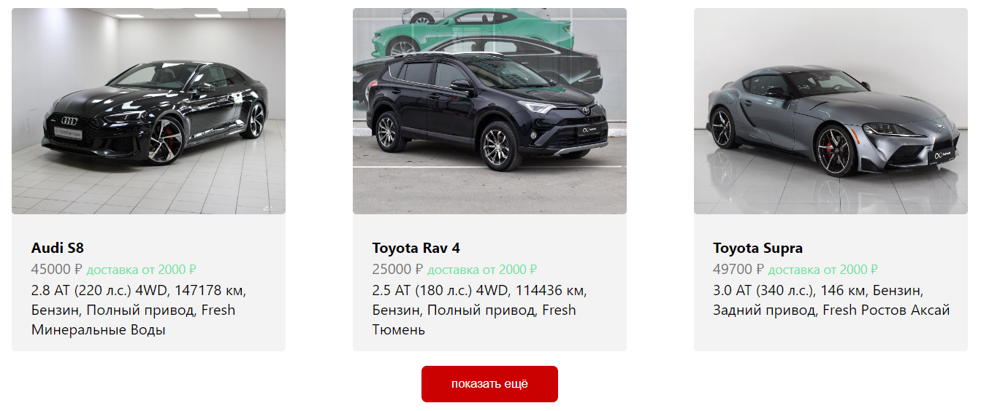 с пробегом
Avito
Audi S8
45000 ₽ доставка от 2000 ₽
2.8 AT (220 л.с.) 4WD, 147178 км,
Бензин, Полный привод, Fresh
Минеральные Воды
Toyota Rav 4
25000 ₽ доставка от 2000 ₽
2.5 AT (180 л.с.) 4WD, 114436 км,
Бензин, Полный привод, Fresh
Тюмень
Toyota Supra
49700 ₽ доставка от 2000 ₽
3.0 AT (340 л.с.), 146 км, Бензин,
Задний привод, Fresh Ростов Аксай
показать ещё